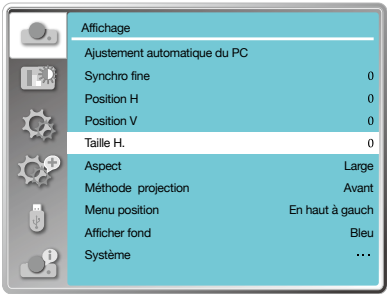 Affichage
Ajustement automatique du PC
Synchro fine 0
Position H 0
Position V 0
Taille H. 0
Aspect Large
Méthode projection Avant
Menu position En haut à gauch
Afficher fond Bleu
Système ...